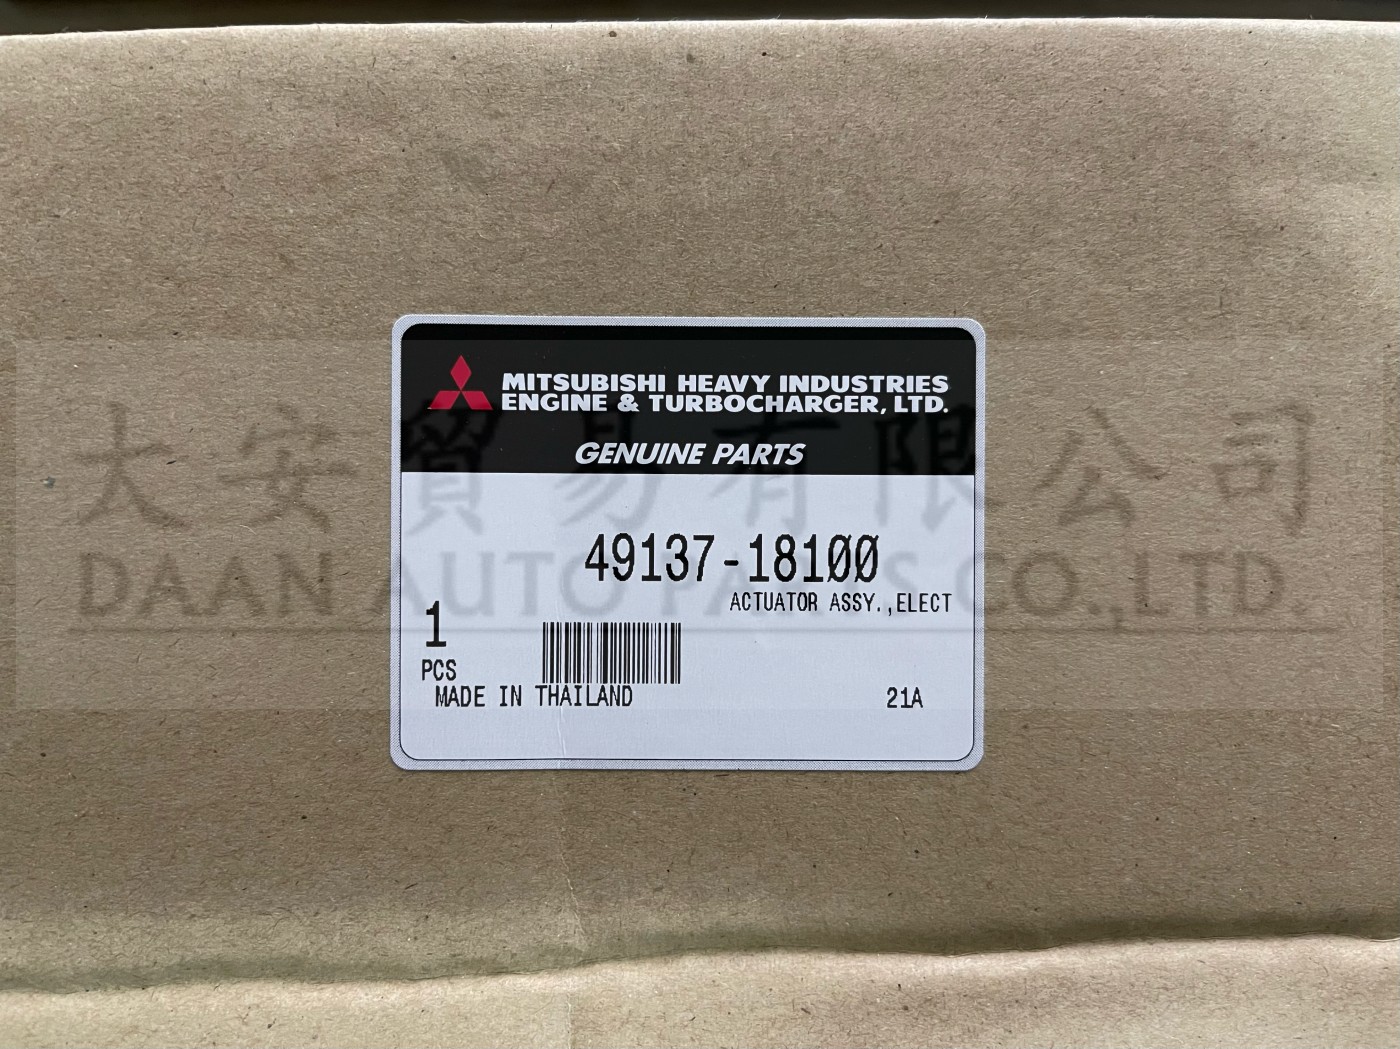 MITSUBISHI HEAVY INDUSTRIES
ENGINE & TURBOCHARGER, LTD.
GENUINE PARTS
大安貿易有限公司
49137-18100
DAAN AUTO PARTS CO.,LTD.
ACTUATOR ASSY.,ELECT
1
PCS
MADE IN THAILAND
21A